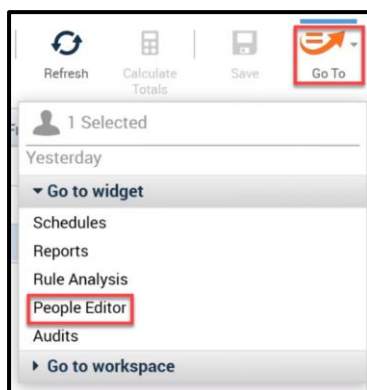 Refresh
Calculate
Totals
Save
Go To
1 Selected
Yesterday
Go to widget
Schedules
Reports
Rule Analysis
People Editor
Audits
Go to workspace